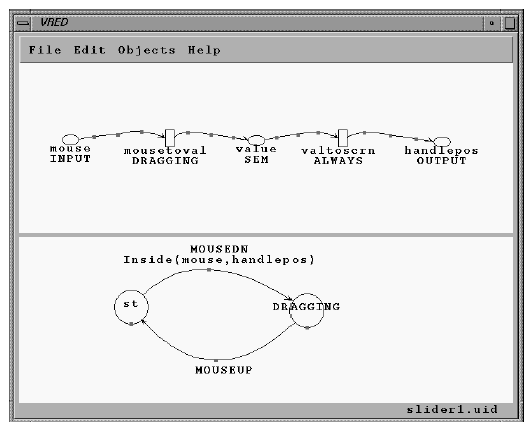 VRED
File Edit Objects Help
mouse
INPUT
mousetoval
DRAGGING
value
SEM
valtoscrn
ALWAYS
handlepos
OUTPUT
MOUSEDN
Inside(mouse,handlepos)
st
DRAGGING
MOUSEUP
slider1.uid